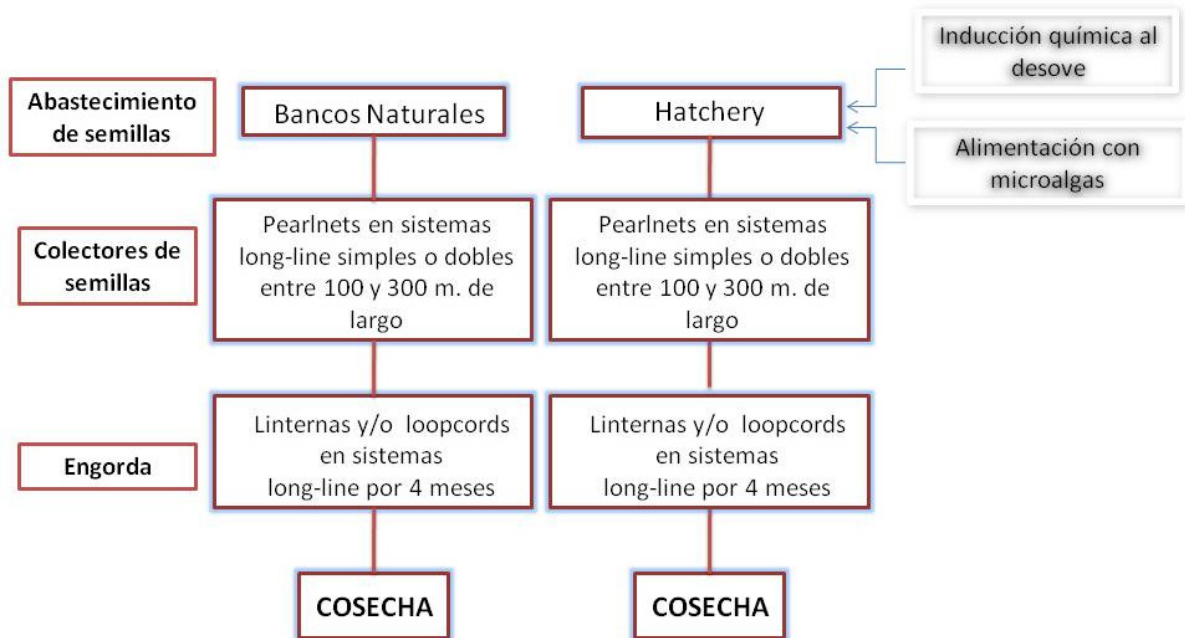 Inducción química al
desove
Abastecimiento
de semillas
Bancos Naturales
Hatchery
Alimentación con
microalgas
Colectores de
semillas
Pearlnets en sistemas
long-line simples o dobles
entre 100 y 300 m. de
largo
Pearlnets en sistemas
long-line simples o dobles
entre 100 y 300 m. de
largo
Engorda
Linternas y/o loopcords
en sistemas
long-line por 4 meses
Linternas y/o loopcords
en sistemas
long-line por 4 meses
COSECHA
COSECHA